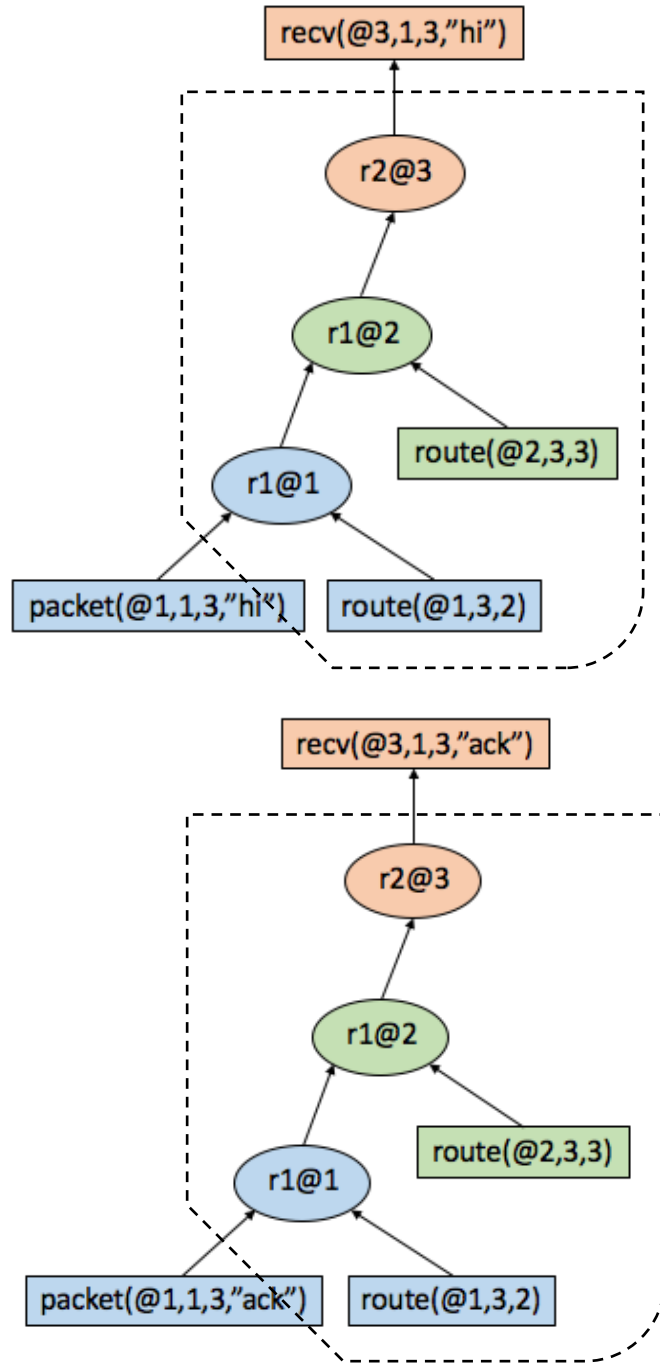 recv(@3,1,3,”hi”)
r2@3
r1@2
route(@2,3,3)
r1@1
packet(@1,1,3,”hi”)
route(@1,3,2)
recv(@3,1,3,”ack”)
r2@3
r1@2
route(@2,3,3)
r1@1
packet(@1,1,3,”ack”)
route(@1,3,2)